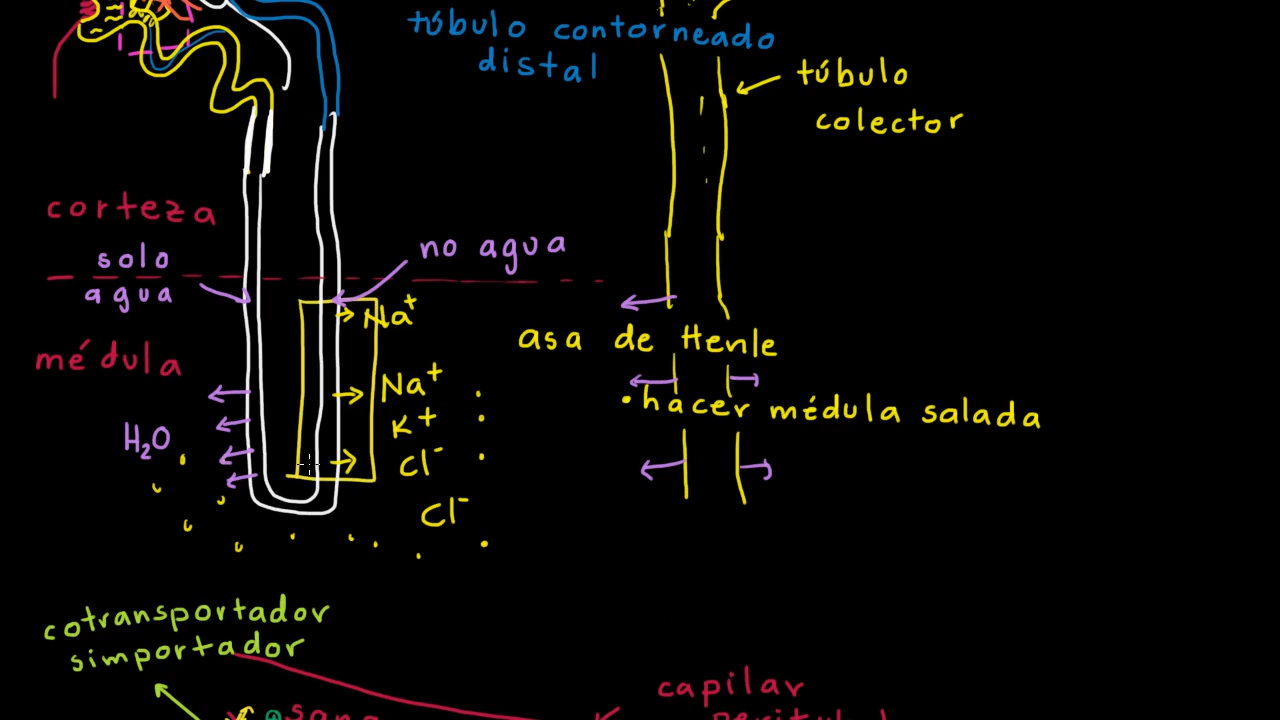 túbulo contorneado
distal
túbulo
colector
corteza
solo
agua
no agua
Na⁺
asa de Henle
médula
Na⁺
K⁺
Cl⁻
H₂O
•hacer médula salada
Cl⁻
cotransportador
simportador
capilar